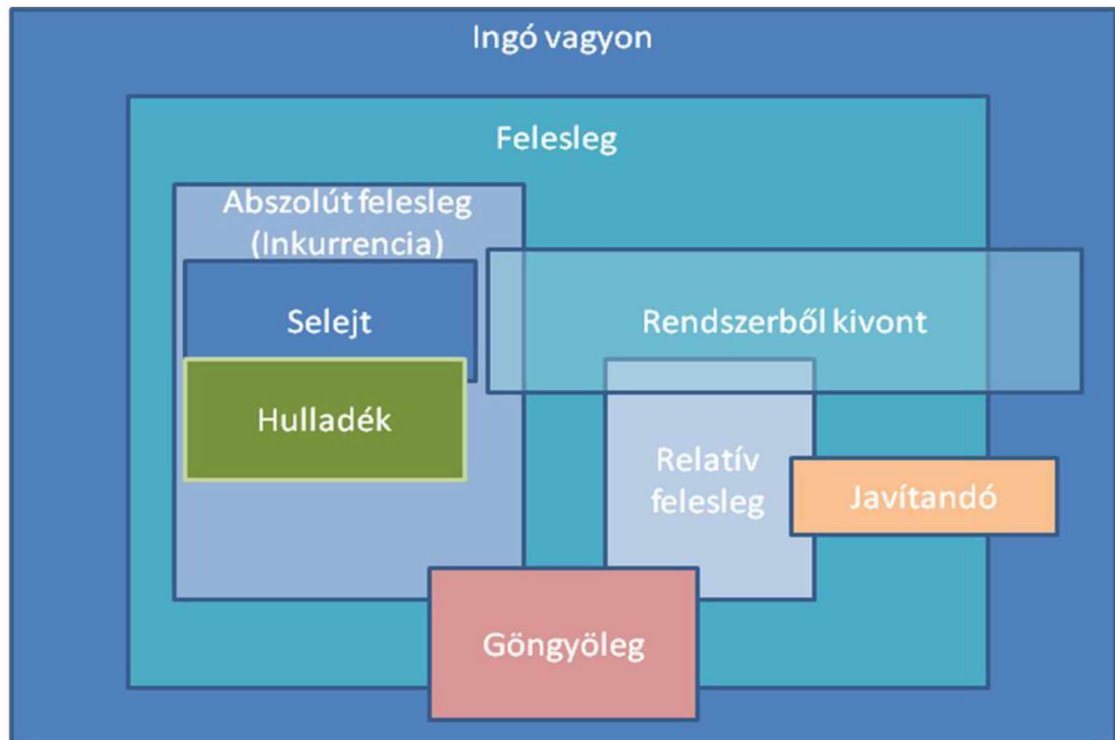 Ingó vagyon
Felesleg
Abszolút felesleg
(Inkurrencia)
Selejt
Rendszerből kivont
Hulladék
Relatív
felesleg
Javítandó
Göngyöleg